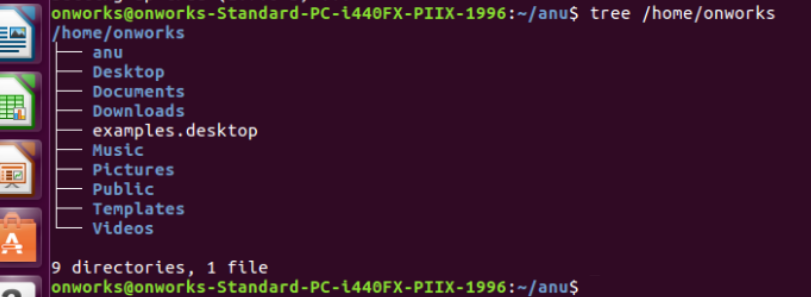 onworks@onworks-Standard-PC-i440FX-PIIX-1996:~/anu$ tree /home/onworks
/home/onworks
├── anu
├── Desktop
├── Documents
├── Downloads
├── examples.desktop
├── Music
├── Pictures
├── Public
├── Templates
└── Videos
9 directories, 1 file
onworks@onworks-Standard-PC-i440FX-PIIX-1996:~/anu$